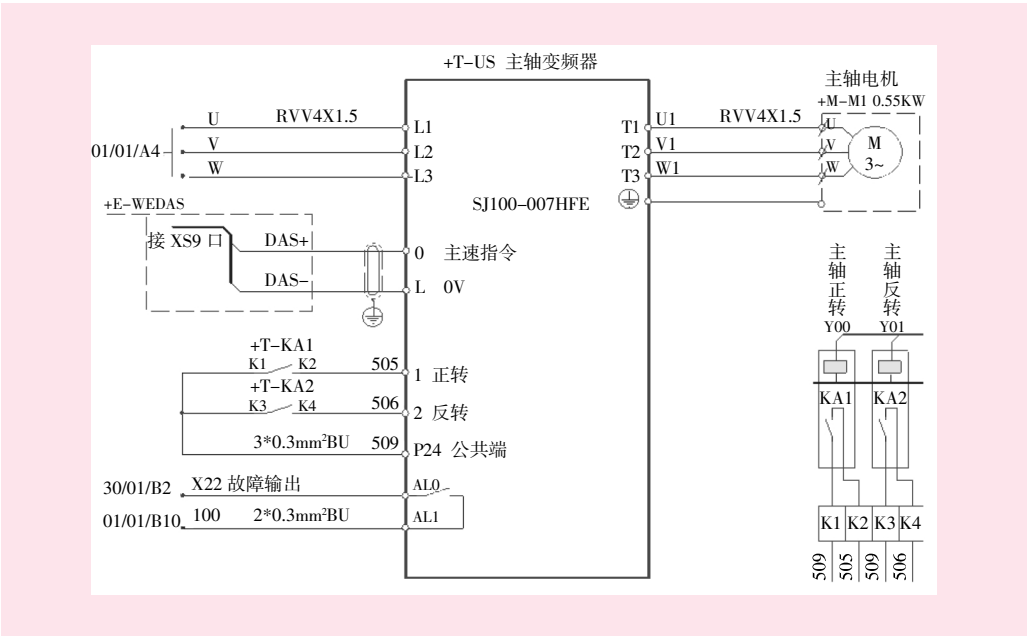 +T-US 主轴变频器
主轴电机
+M-M1 0.55KW
U RVV4X1.5 L1
V L2
W L3
01/01/A4
T1 U1 RVV4X1.5 U
T2 V1 V
T3 W1 W
M
3~
SJ100-007HFE
+E-WEDAS
接 XS9 口
DAS+ 0 主速指令
DAS- L 0V
+T-KA1
K1 K2 505 1 正转
+T-KA2
K3 K4 506 2 反转
3*0.3mm²BU 509 P24 公共端
30/01/B2 X22 故障输出 AL0
01/01/B10 100 2*0.3mm²BU AL1
主轴正转
主轴反转
Y00 Y01
KA1 KA2
K1 K2 K3 K4
509 505 509 506